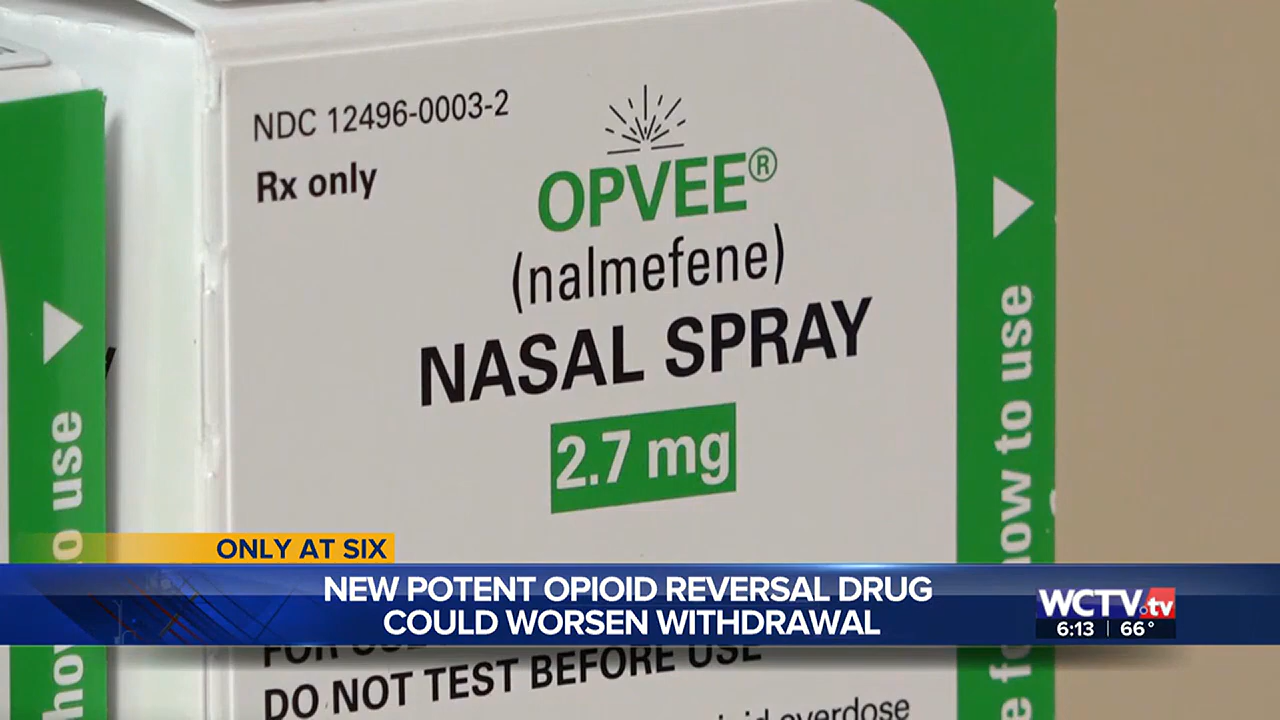 NDC 12496-0003-2
Rx only
OPVEE®
(nalmefene)
NASAL SPRAY
2.7 mg
how to use
to use
ONLY AT SIX
NEW POTENT OPIOID REVERSAL DRUG
COULD WORSEN WITHDRAWAL
WCTV.tv
6:13 | 66°
FOR
DO NOT TEST BEFORE USE
overdose